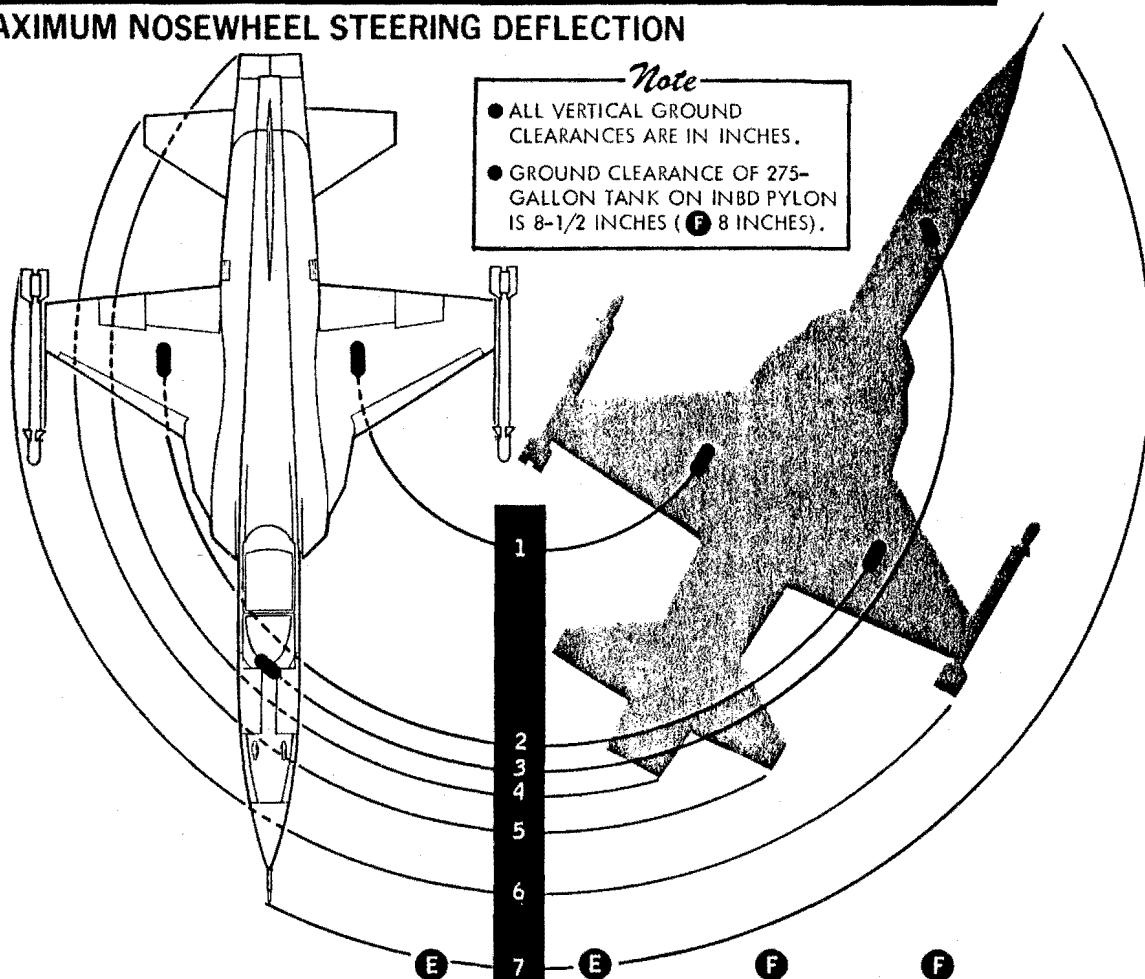 AXIMUM NOSEWHEEL STEERING DEFLECTION
Note
● ALL VERTICAL GROUND
CLEARANCES ARE IN INCHES.
● GROUND CLEARANCE OF 275-
GALLON TANK ON INBD PYLON
IS 8-1/2 INCHES (F 8 INCHES).
1
2
3
4
5
6
E 7 E F F